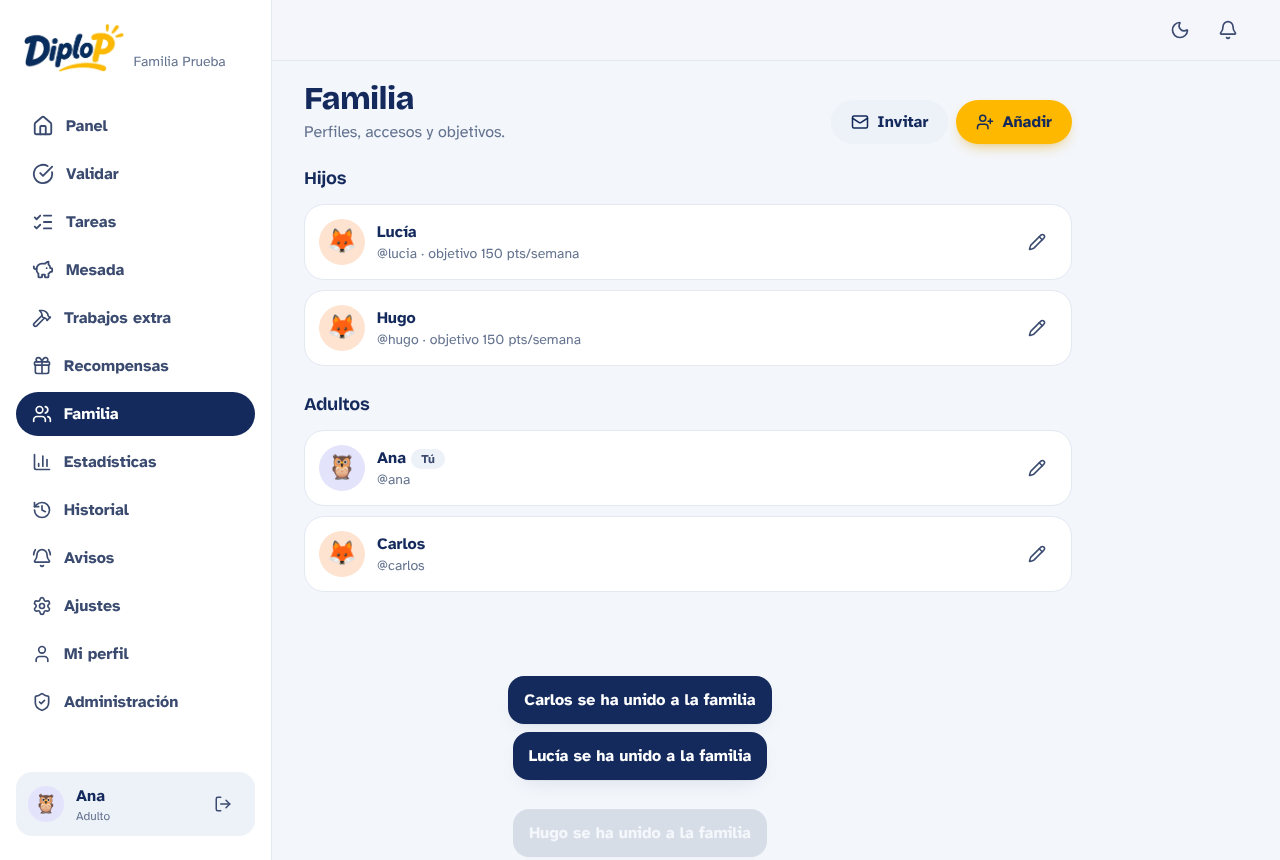 DiploP
Familia Prueba
Panel
Validar
Tareas
Mesada
Trabajos extra
Recompensas
Familia
Estadísticas
Historial
Avisos
Ajustes
Mi perfil
Administración
Ana
Adulto
Familia
Perfiles, accesos y objetivos.
Invitar
Añadir
Hijos
Lucía
@lucia · objetivo 150 pts/semana
Hugo
@hugo · objetivo 150 pts/semana
Adultos
Ana Tú
@ana
Carlos
@carlos
Carlos se ha unido a la familia
Lucía se ha unido a la familia
Hugo se ha unido a la familia